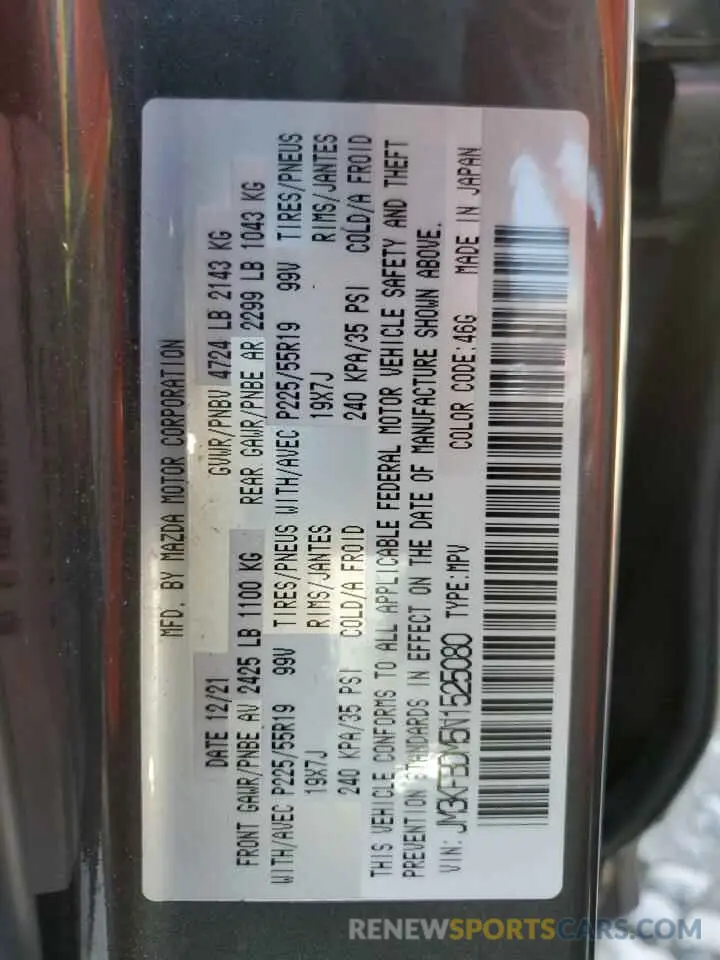 MFD. BY MAZDA MOTOR CORPORATION
DATE 12/21 GVWR/PNBV 4724 LB 2143 KG
FRONT GAWR/PNBE AV 2425 LB 1100 KG REAR GAWR/PNBE AR 2299 LB 1043 KG
WITH/AVEC P225/55R19 99V TIRES/PNEUS WITH/AVEC P225/55R19 99V TIRES/PNEUS
19X7J RIMS/JANTES 19X7J RIMS/JANTES
240 KPA/35 PSI COLD/A FROID 240 KPA/35 PSI COLD/A FROID
THIS VEHICLE CONFORMS TO ALL APPLICABLE FEDERAL MOTOR VEHICLE SAFETY AND THEFT
PREVENTION STANDARDS IN EFFECT ON THE DATE OF MANUFACTURE SHOWN ABOVE.
VIN: JM3KFBDM5N1525080 TYPE:MPV COLOR CODE:46G MADE IN JAPAN
RENEWSPORTSCARS.COM